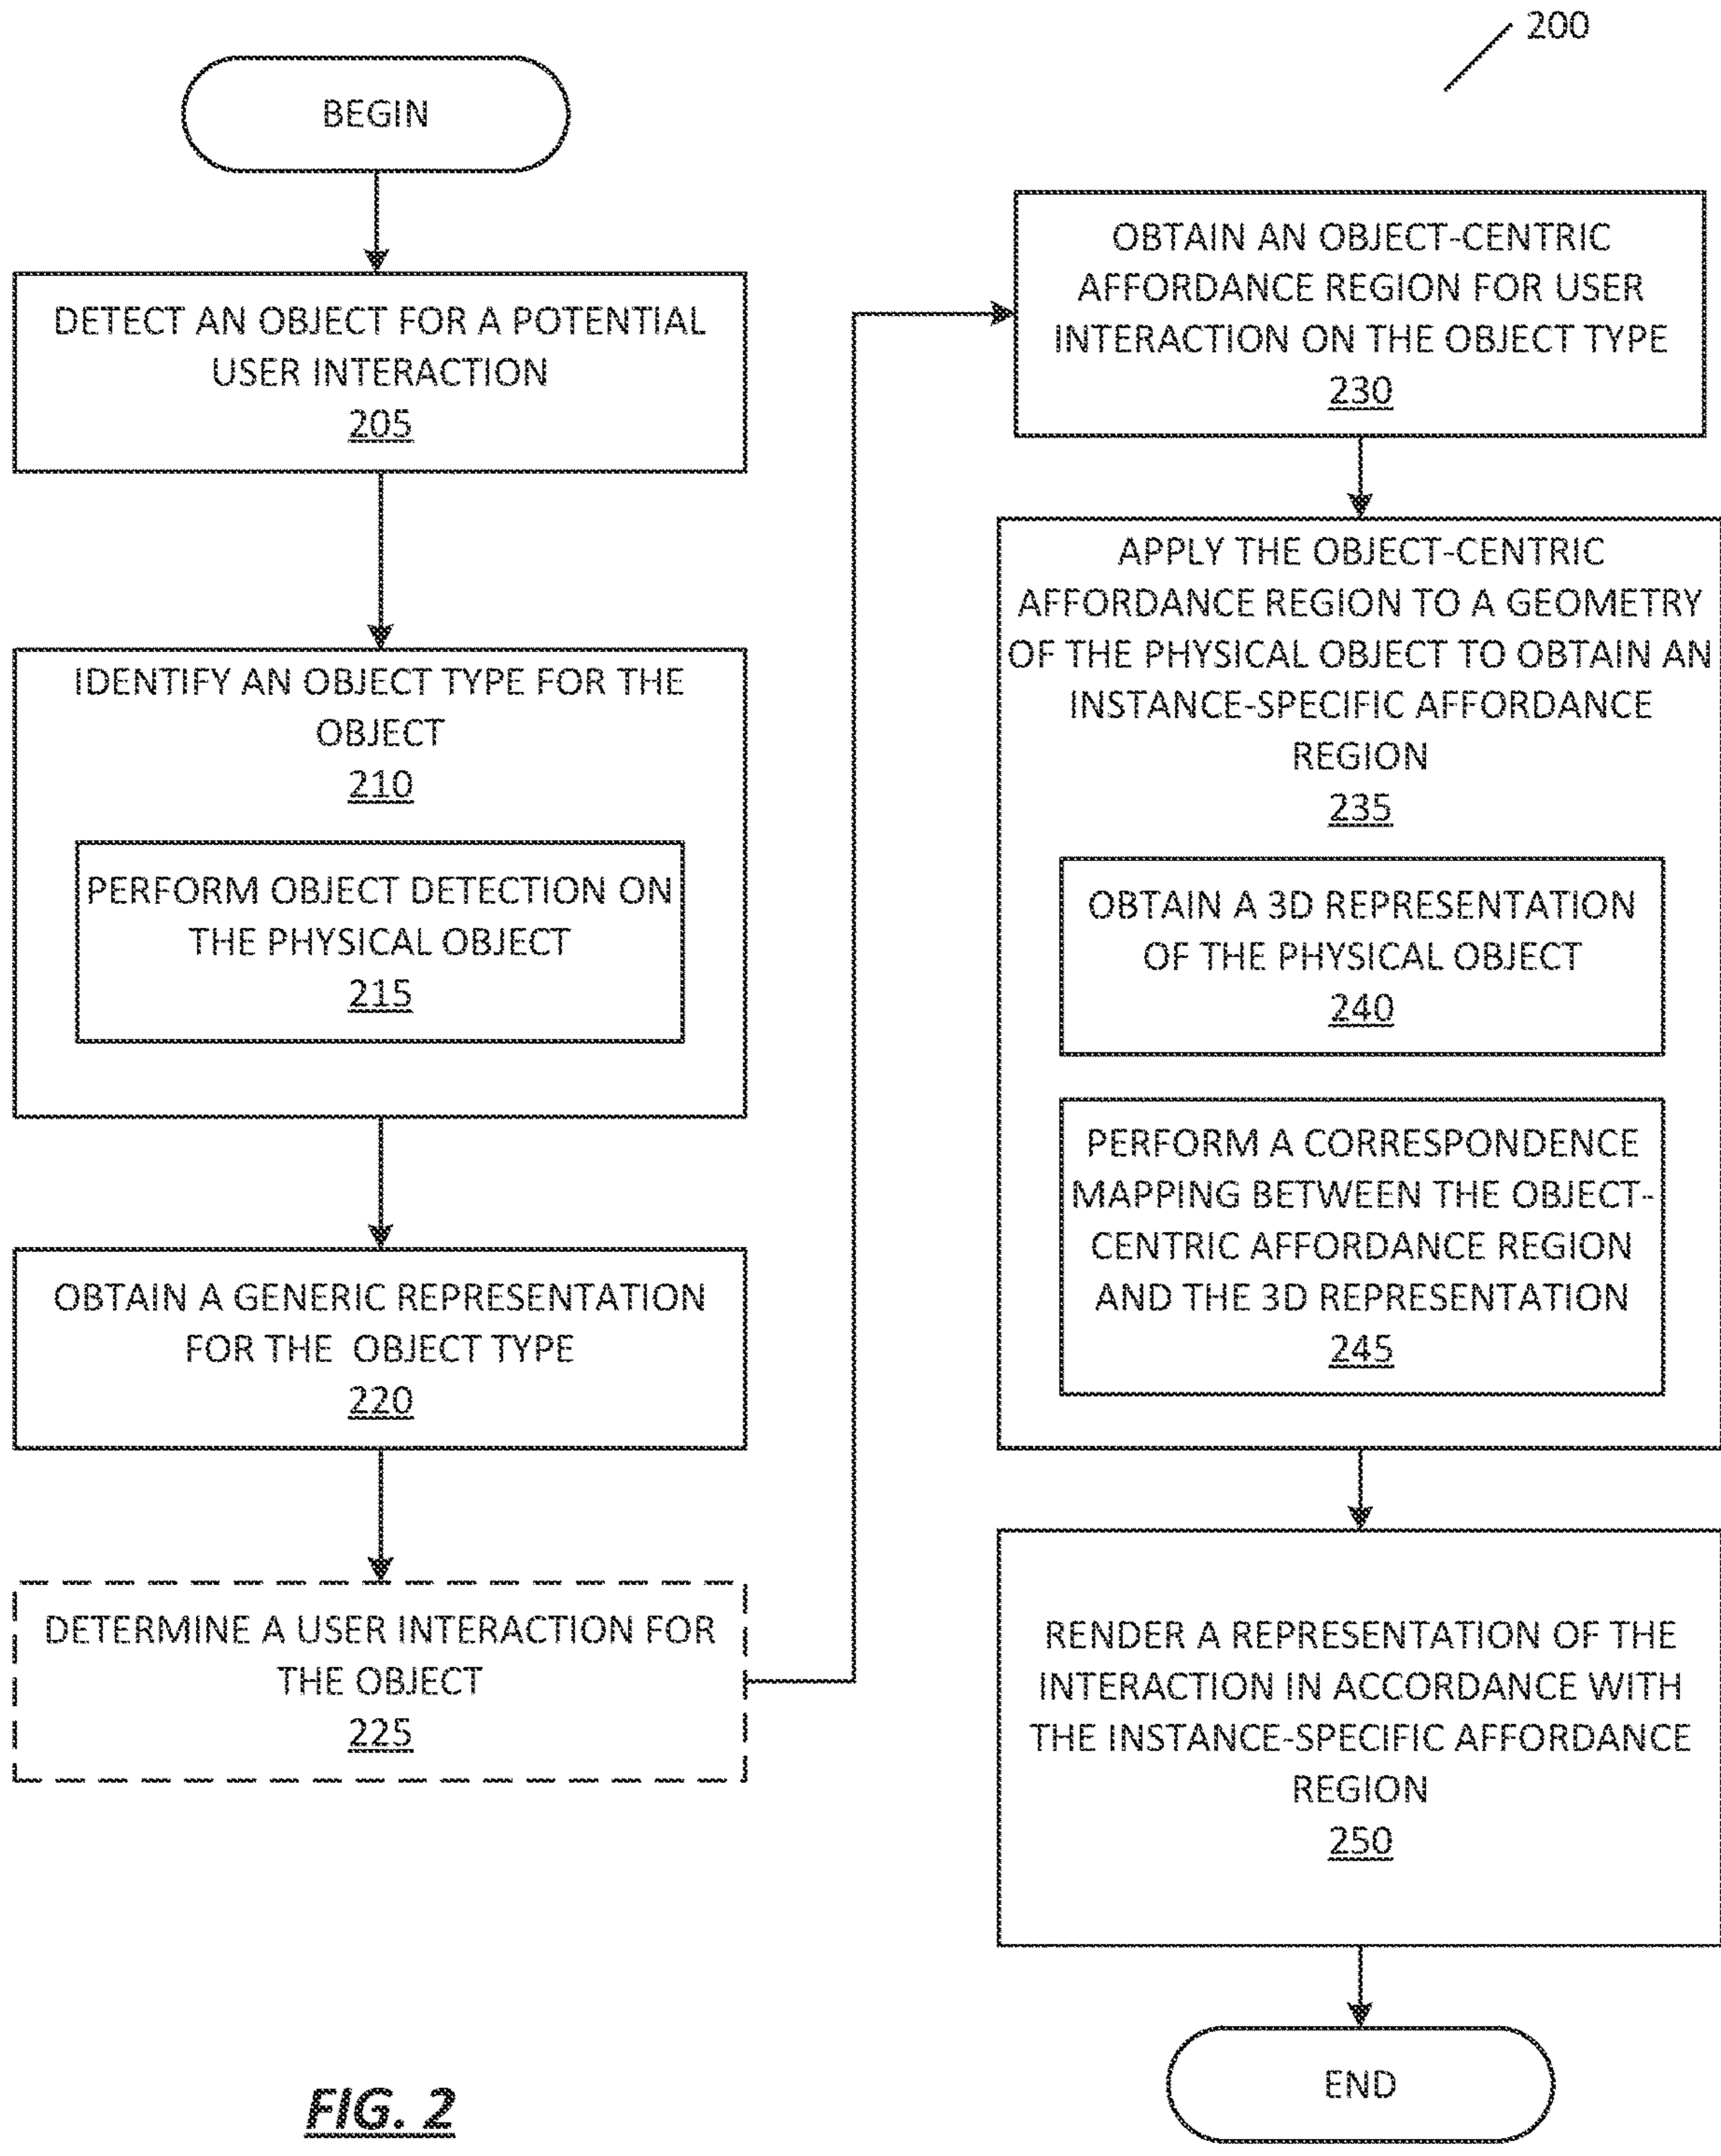 200
BEGIN
DETECT AN OBJECT FOR A POTENTIAL
USER INTERACTION
205
IDENTIFY AN OBJECT TYPE FOR THE
OBJECT
210
PERFORM OBJECT DETECTION ON
THE PHYSICAL OBJECT
215
OBTAIN A GENERIC REPRESENTATION
FOR THE OBJECT TYPE
220
DETERMINE A USER INTERACTION FOR
THE OBJECT
225
OBTAIN AN OBJECT-CENTRIC
AFFORDANCE REGION FOR USER
INTERACTION ON THE OBJECT TYPE
230
APPLY THE OBJECT-CENTRIC
AFFORDANCE REGION TO A GEOMETRY
OF THE PHYSICAL OBJECT TO OBTAIN AN
INSTANCE-SPECIFIC AFFORDANCE
REGION
235
OBTAIN A 3D REPRESENTATION
OF THE PHYSICAL OBJECT
240
PERFORM A CORRESPONDENCE
MAPPING BETWEEN THE OBJECT-
CENTRIC AFFORDANCE REGION
AND THE 3D REPRESENTATION
245
RENDER A REPRESENTATION OF THE
INTERACTION IN ACCORDANCE WITH
THE INSTANCE-SPECIFIC AFFORDANCE
REGION
250
END
FIG. 2